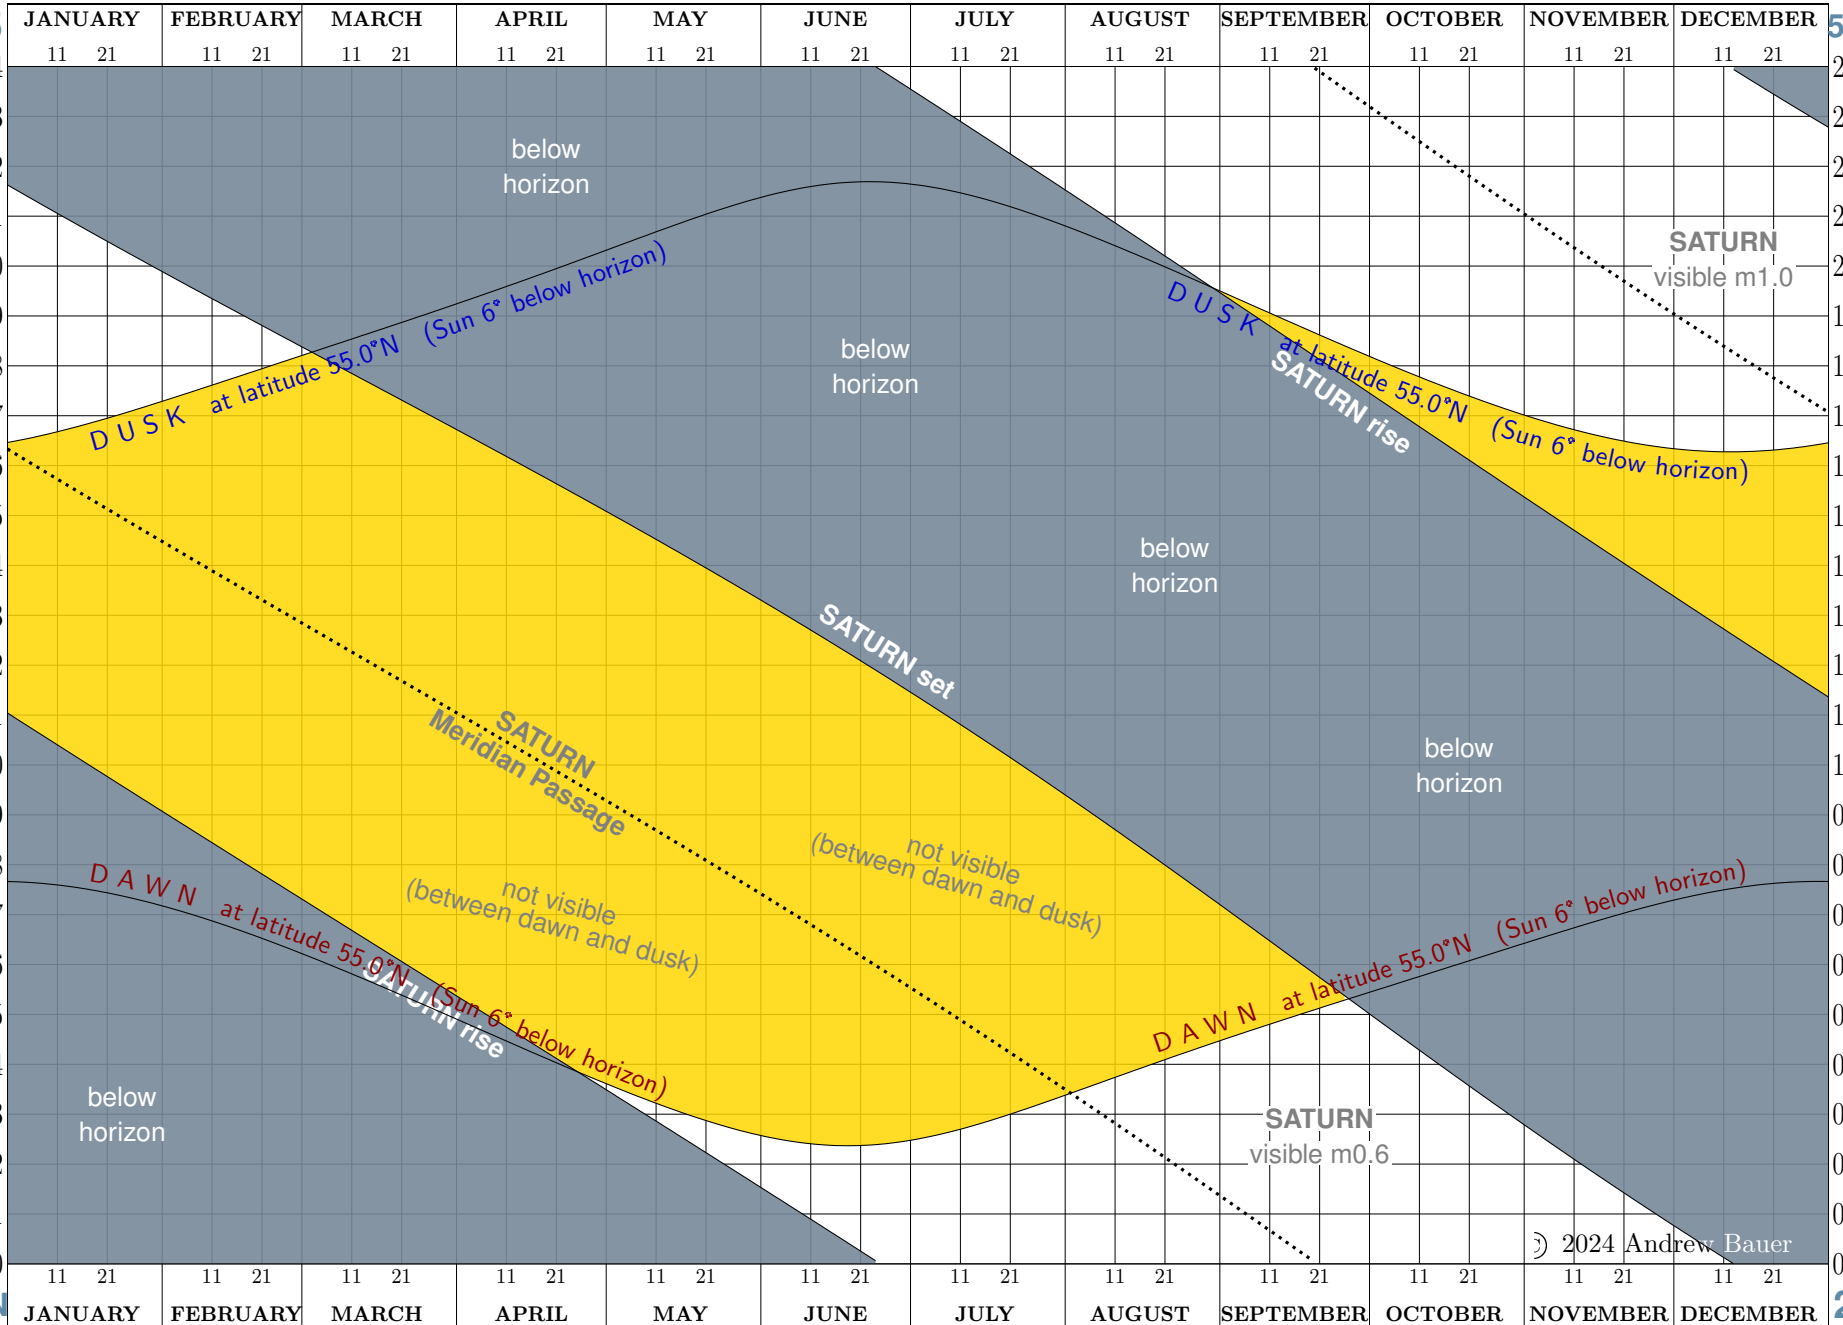 JANUARY FEBRUARY MARCH APRIL MAY JUNE JULY AUGUST SEPTEMBER OCTOBER NOVEMBER DECEMBER
11 21 11 21 11 21 11 21 11 21 11 21 11 21 11 21 11 21 11 21 11 21 11 21
below
horizon
SATURN
visible m1.0
DUSK at latitude 55.0°N (Sun 6° below horizon)
DUSK at latitude 55.0°N (Sun 6° below horizon)
below
horizon
SATURN rise
below
horizon
SATURN set
SATURN
Meridian Passage
below
horizon
not visible
(between dawn and dusk)
not visible
(between dawn and dusk)
DAWN at latitude 55.0°N (Sun 6° below horizon)
DAWN at latitude 55.0°N (Sun 6° below horizon)
SATURN rise
below
horizon
SATURN
visible m0.6
© 2024 Andrew Bauer
11 21 11 21 11 21 11 21 11 21 11 21 11 21 11 21 11 21 11 21 11 21 11 21
JANUARY FEBRUARY MARCH APRIL MAY JUNE JULY AUGUST SEPTEMBER OCTOBER NOVEMBER DECEMBER